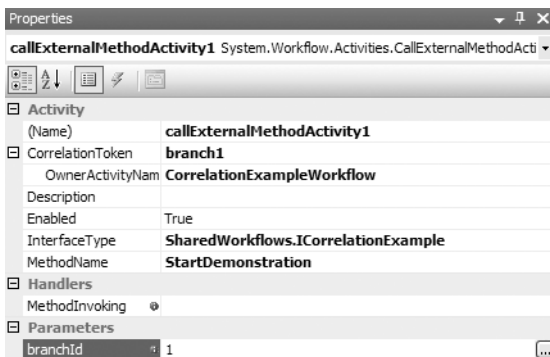 Properties
callExternalMethodActivity1 System.Workflow.Activities.CallExternalMethodActi
Activity
(Name) callExternalMethodActivity1
CorrelationToken branch1
OwnerActivityNam CorrelationExampleWorkflow
Description
Enabled True
InterfaceType SharedWorkflows.ICorrelationExample
MethodName StartDemonstration
Handlers
MethodInvoking
Parameters
branchId 1